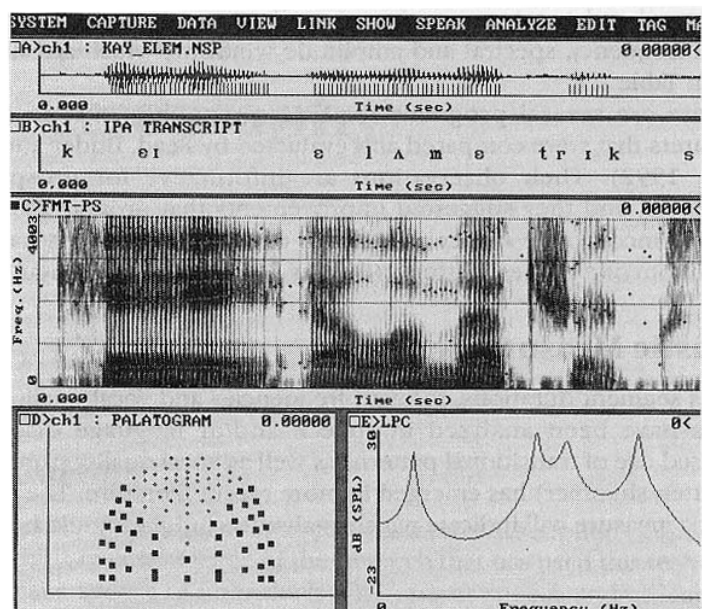 SYSTEM CAPTURE DATA VIEW LINK SHOW SPEAK ANALYZE EDIT TAG MA
□A>ch1 : KAY_ELEM.NSP 0.00000<
0.000 Time (sec)
□B>ch1 : IPA TRANSCRIPT
k ɛɪ ɛ l ʌ m ɛ t r ɪ k s
0.000 Time (sec)
■C>FMT-PS 0.00000<
4003
Freq.(Hz)
0
0.000 Time (sec)
□D>ch1 : PALATOGRAM 0.00000
□E>LPC 0<
30
dB (SPL)
-23
0 Frequency (Hz)